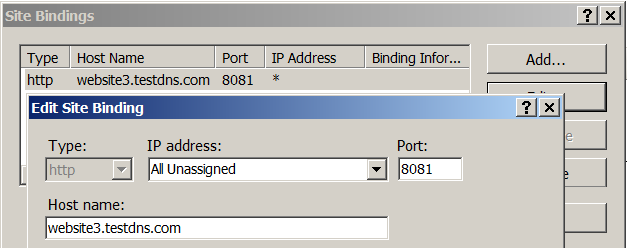 Site Bindings
Type Host Name Port IP Address Binding Infor...
http website3.testdns.com 8081 *
Add...
Edit Site Binding
Type: IP address: Port:
http All Unassigned 8081
Host name:
website3.testdns.com